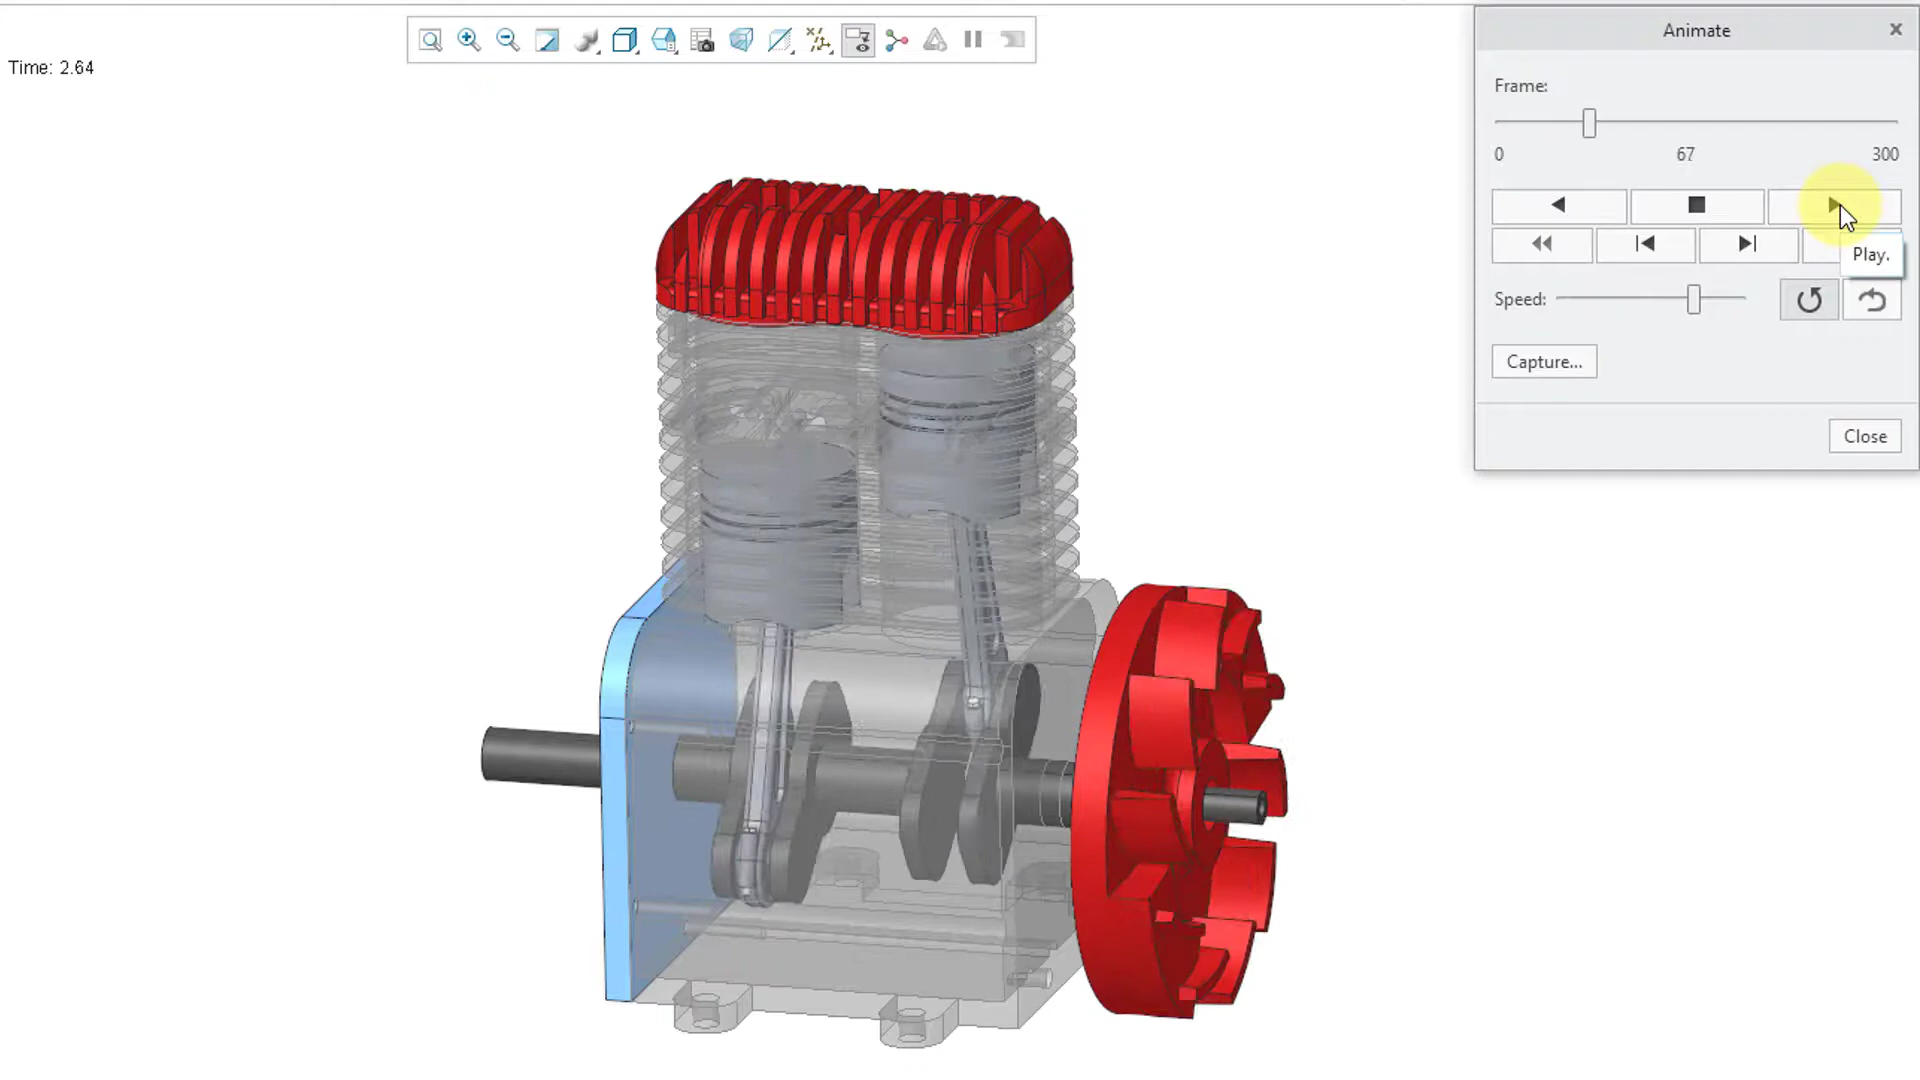 Animate
Time: 2.64
Frame:
0 67 300
Play.
Speed:
Capture...
Close